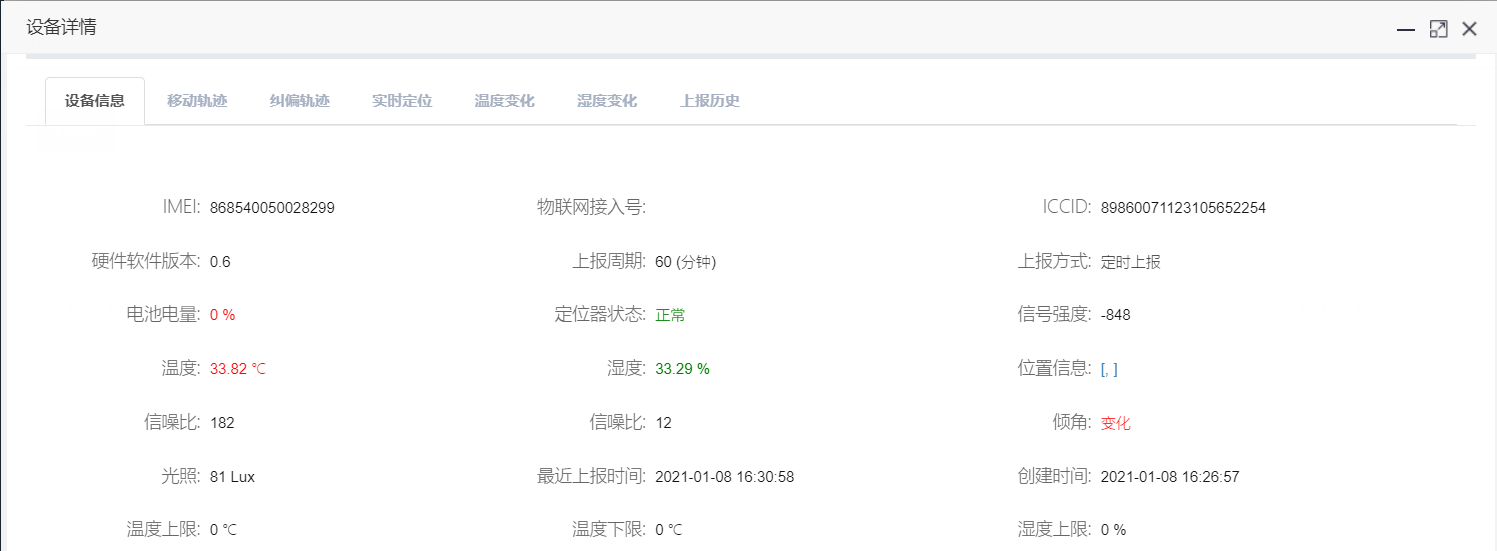 设备详情
设备信息 移动轨迹 纠偏轨迹 实时定位 温度变化 湿度变化 上报历史
IMEI: 868540050028299 物联网接入号: ICCID: 89860071123105652254
硬件软件版本: 0.6 上报周期: 60 (分钟) 上报方式: 定时上报
电池电量: 0 % 定位器状态: 正常 信号强度: -848
温度: 33.82 ℃ 湿度: 33.29 % 位置信息: [, ]
信噪比: 182 信噪比: 12 倾角: 变化
光照: 81 Lux 最近上报时间: 2021-01-08 16:30:58 创建时间: 2021-01-08 16:26:57
温度上限: 0 ℃ 温度下限: 0 ℃ 湿度上限: 0 %